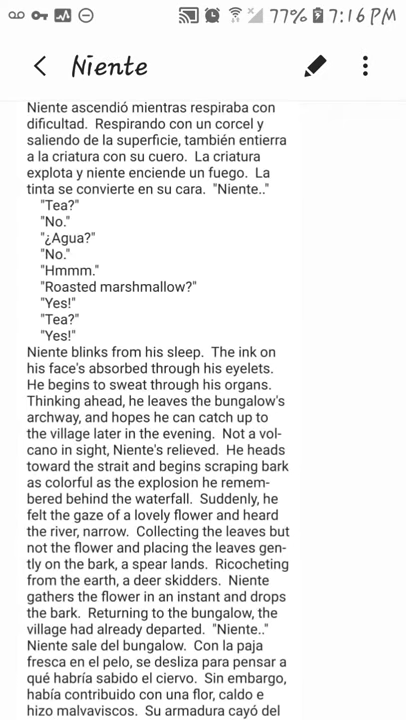 77% 7:16 PM
Niente
Niente ascendió mientras respiraba con
dificultad.  Respirando con un corcel y
saliendo de la superficie, también entierra
a la criatura con su cuero.  La criatura
explota y niente enciende un fuego.  La
tinta se convierte en su cara.  "Niente.."
"Tea?"
"No."
"¿Agua?"
"No."
"Hmmm."
"Roasted marshmallow?"
"Yes!"
"Tea?"
"Yes!"
Niente blinks from his sleep.  The ink on
his face's absorbed through his eyelets.
He begins to sweat through his organs.
Thinking ahead, he leaves the bungalow's
archway, and hopes he can catch up to
the village later in the evening.  Not a vol-
cano in sight, Niente's relieved.  He heads
toward the strait and begins scraping bark
as colorful as the explosion he remem-
bered behind the waterfall.  Suddenly, he
felt the gaze of a lovely flower and heard
the river, narrow.  Collecting the leaves but
not the flower and placing the leaves gen-
tly on the bark, a spear lands.  Ricocheting
from the earth, a deer skidders.  Niente
gathers the flower in an instant and drops
the bark.  Returning to the bungalow, the
village had already departed.  "Niente.."
Niente sale del bungalow.  Con la paja
fresca en el pelo, se desliza para pensar a
qué habría sabido el ciervo.  Sin embargo,
había contribuido con una flor, caldo e
hizo malvaviscos.  Su armadura cayó del